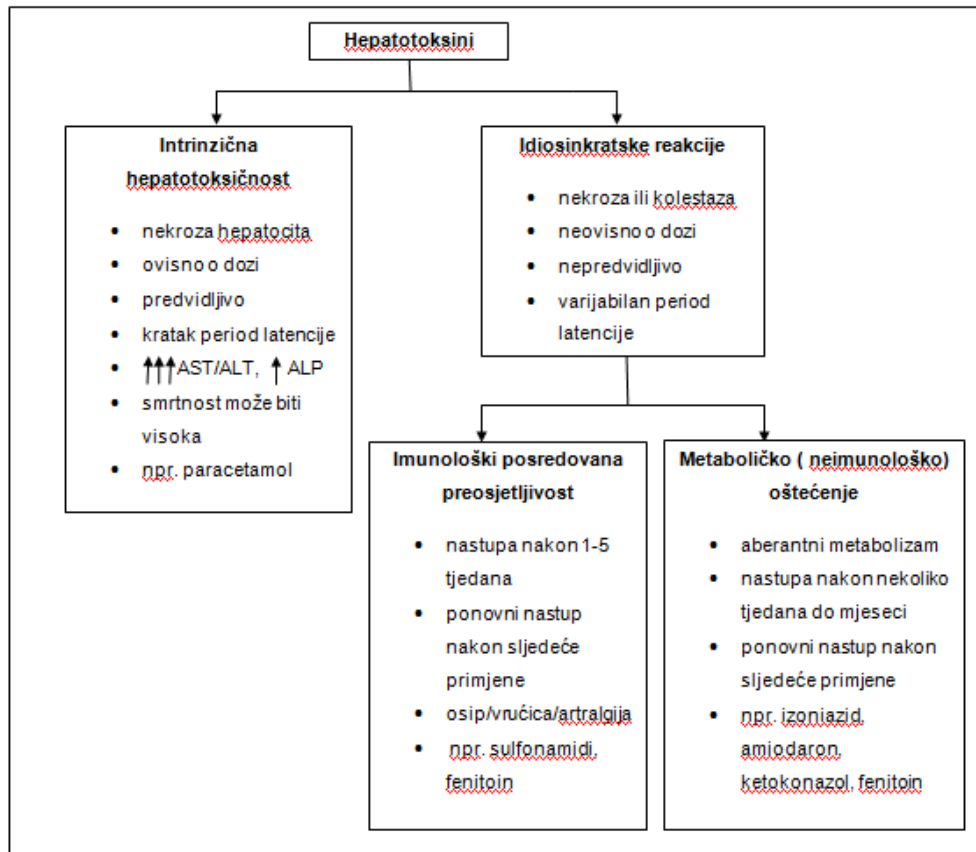 Hepatotoksini
Intrinzična
hepatotoksičnost
• nekroza hepatocita
• ovisno o dozi
• predvidljivo
• kratak period latencije
• ↑↑↑AST/ALT, ↑ ALP
• smrtnost može biti
visoka
• npr. paracetamol
Idiosinkratske reakcije
• nekroza ili kolestaza
• neovisno o dozi
• nepredvidljivo
• varijabilan period
latencije
Imunološki posredovana
preosjetljivost
• nastupa nakon 1-5
tjedana
• ponovni nastup
nakon sljedeće
primjene
• osip/vrućica/artralgija
• npr. sulfonamidi,
fenitoin
Metaboličko ( neimunološko)
oštećenje
• aberantni metabolizam
• nastupa nakon nekoliko
tjedana do mjeseci
• ponovni nastup nakon
sljedeće primjene
• npr. izoniazid,
amiodaron,
ketokonazol, fenitoin